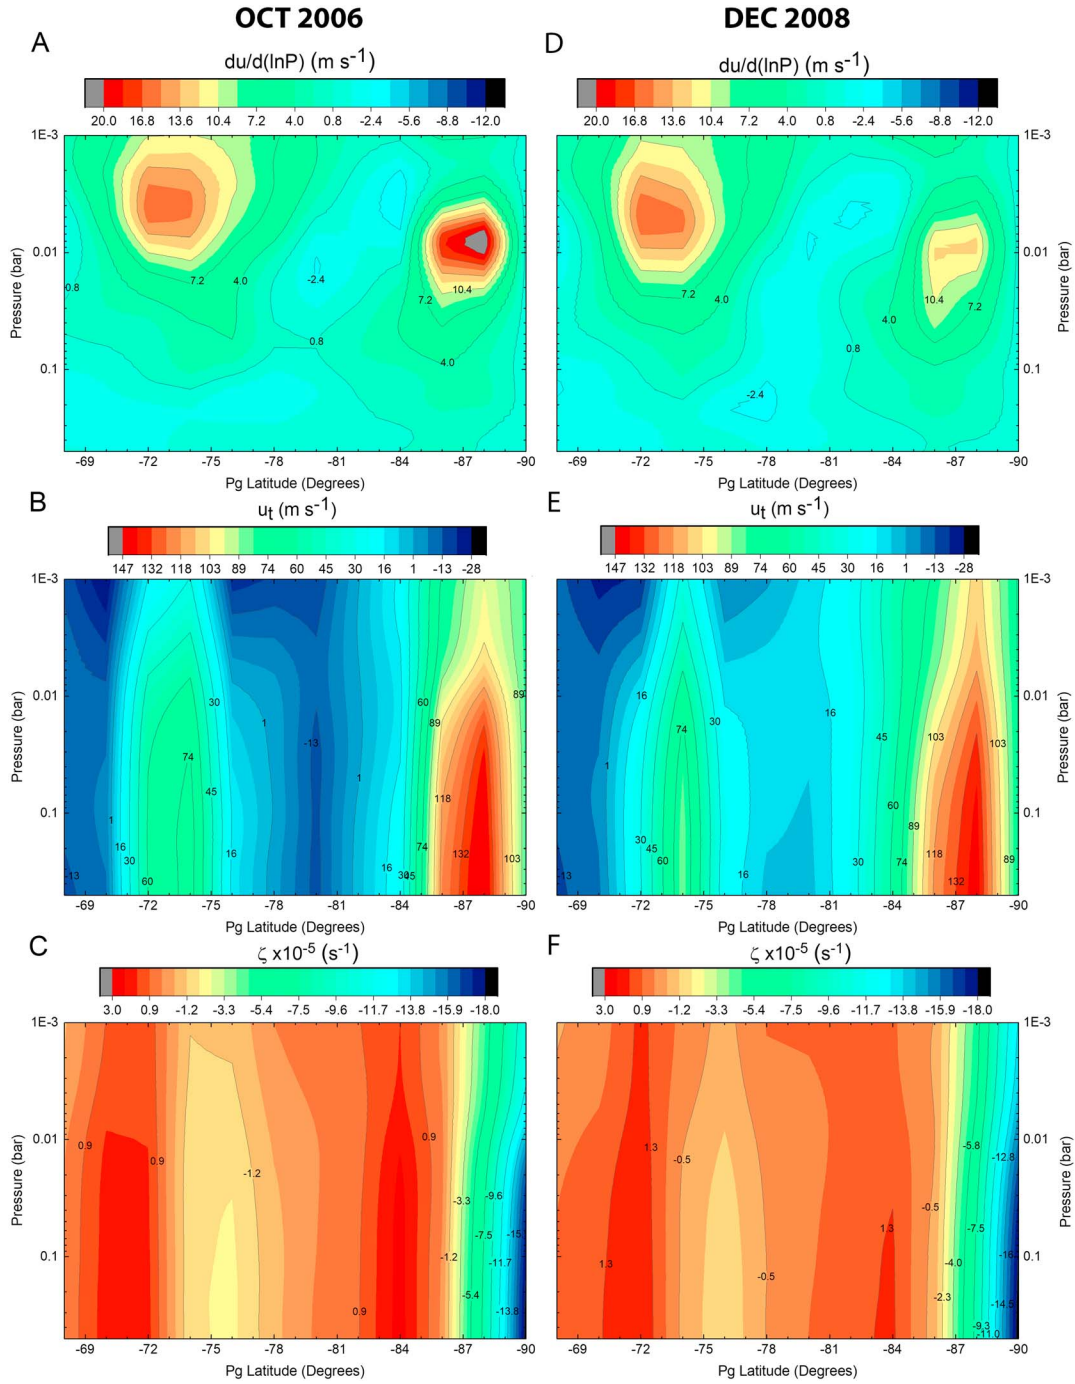 OCT 2006
DEC 2008
A
du/d(lnP) (m s-1)
20.0 16.8 13.6 10.4 7.2 4.0 0.8 -2.4 -5.6 -8.8 -12.0
1E-3
0.01
0.1
Pressure (bar)
0.8
7.2
4.0
-2.4
0.8
10.4
7.2
4.0
-69 -72 -75 -78 -81 -84 -87 -90
Pg Latitude (Degrees)
D
du/d(lnP) (m s-1)
20.0 16.8 13.6 10.4 7.2 4.0 0.8 -2.4 -5.6 -8.8 -12.0
1E-3
0.01
0.1
Pressure (bar)
7.2
4.0
-2.4
0.8
4.0
10.4
7.2
-69 -72 -75 -78 -81 -84 -87 -90
Pg Latitude (Degrees)
B
ut (m s-1)
147 132 118 103 89 74 60 45 30 16 1 -13 -28
1E-3
0.01
0.1
Pressure (bar)
30
60
89
89
1
-13
74
45
1
118
1
16
30
16
16
74
132
103
-13
60
30
45
-69 -72 -75 -78 -81 -84 -87 -90
Pg Latitude (Degrees)
E
ut (m s-1)
147 132 118 103 89 74 60 45 30 16 1 -13 -28
1E-3
0.01
0.1
Pressure (bar)
16
16
30
74
45
103
103
1
60
89
30
45
60
16
30
74
118
89
-13
132
-69 -72 -75 -78 -81 -84 -87 -90
Pg Latitude (Degrees)
C
ζ x10-5 (s-1)
3.0 0.9 -1.2 -3.3 -5.4 -7.5 -9.6 -11.7 -13.8 -15.9 -18.0
1E-3
0.01
0.1
Pressure (bar)
0.9
0.9
0.9
-1.2
-3.3
-9.6
-7.5
-15
-1.2
-11.7
-5.4
0.9
-13.8
-69 -72 -75 -78 -81 -84 -87 -90
Pg Latitude (Degrees)
F
ζ x10-5 (s-1)
3.0 0.9 -1.2 -3.3 -5.4 -7.5 -9.6 -11.7 -13.8 -15.9 -18.0
1E-3
0.01
0.1
Pressure (bar)
1.3
-0.5
-5.8
-12.8
-0.5
1.3
-7.5
1.3
-0.5
-4.0
-16
-2.3
-14.5
-9.3
-11.0
-69 -72 -75 -78 -81 -84 -87 -90
Pg Latitude (Degrees)